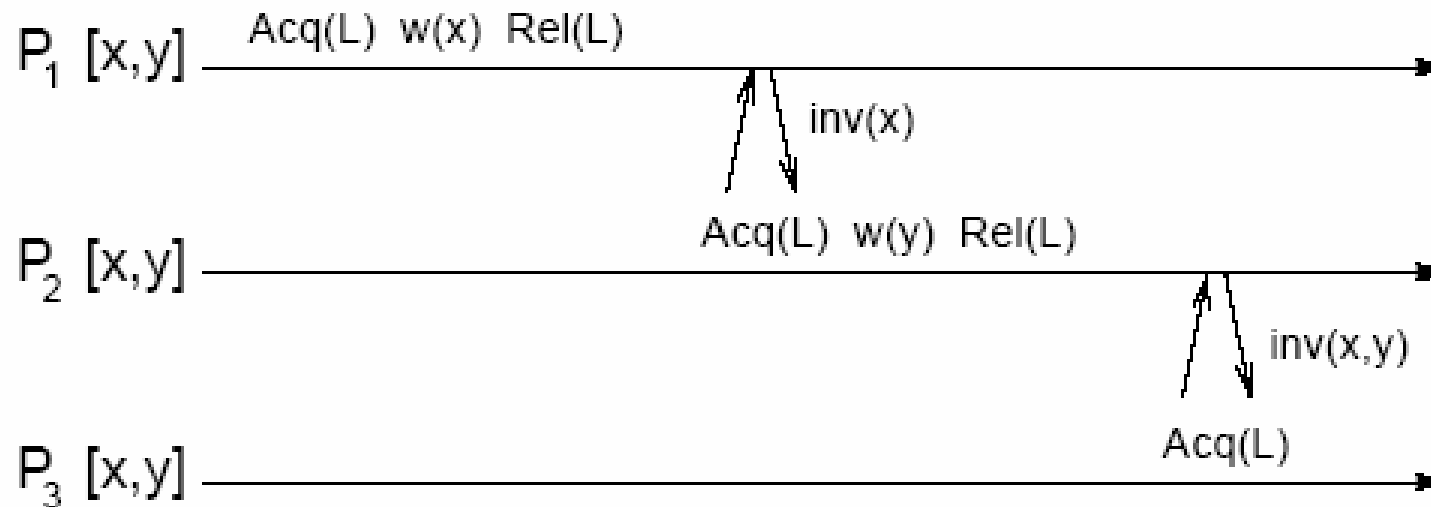 Acq(L) w(x) Rel(L)
P1 [x,y]
inv(x)
Acq(L) w(y) Rel(L)
P2 [x,y]
inv(x,y)
Acq(L)
P3 [x,y]